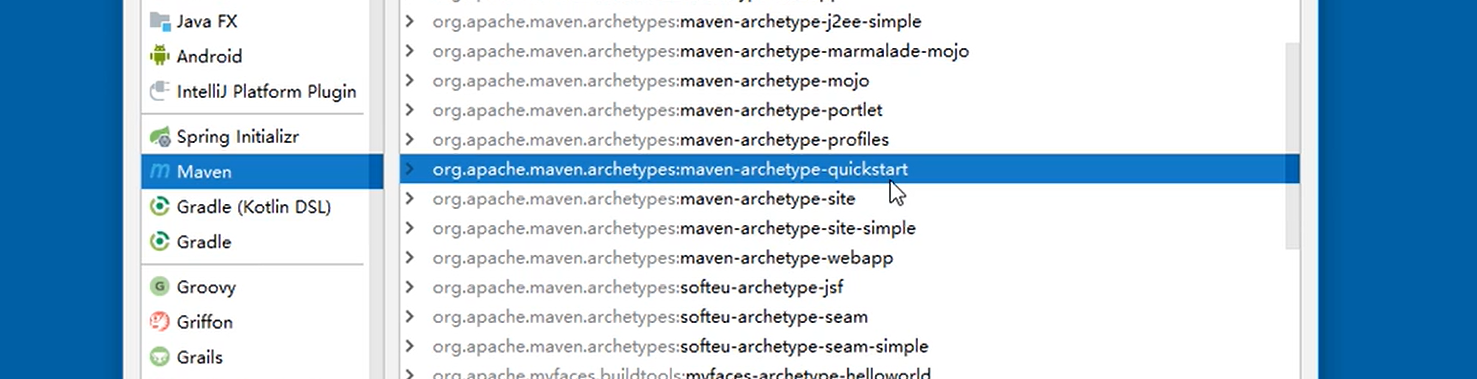 Java FX
Android
IntelliJ Platform Plugin
Spring Initializr
Maven
Gradle (Kotlin DSL)
Gradle
Groovy
Griffon
Grails
org.apache.maven.archetypes:maven-archetype-j2ee-simple
org.apache.maven.archetypes:maven-archetype-marmalade-mojo
org.apache.maven.archetypes:maven-archetype-mojo
org.apache.maven.archetypes:maven-archetype-portlet
org.apache.maven.archetypes:maven-archetype-profiles
org.apache.maven.archetypes:maven-archetype-quickstart
org.apache.maven.archetypes:maven-archetype-site
org.apache.maven.archetypes:maven-archetype-site-simple
org.apache.maven.archetypes:maven-archetype-webapp
org.apache.maven.archetypes:softeu-archetype-jsf
org.apache.maven.archetypes:softeu-archetype-seam
org.apache.maven.archetypes:softeu-archetype-seam-simple
org.apache.myfaces.buildtools:myfaces-archetype-helloworld